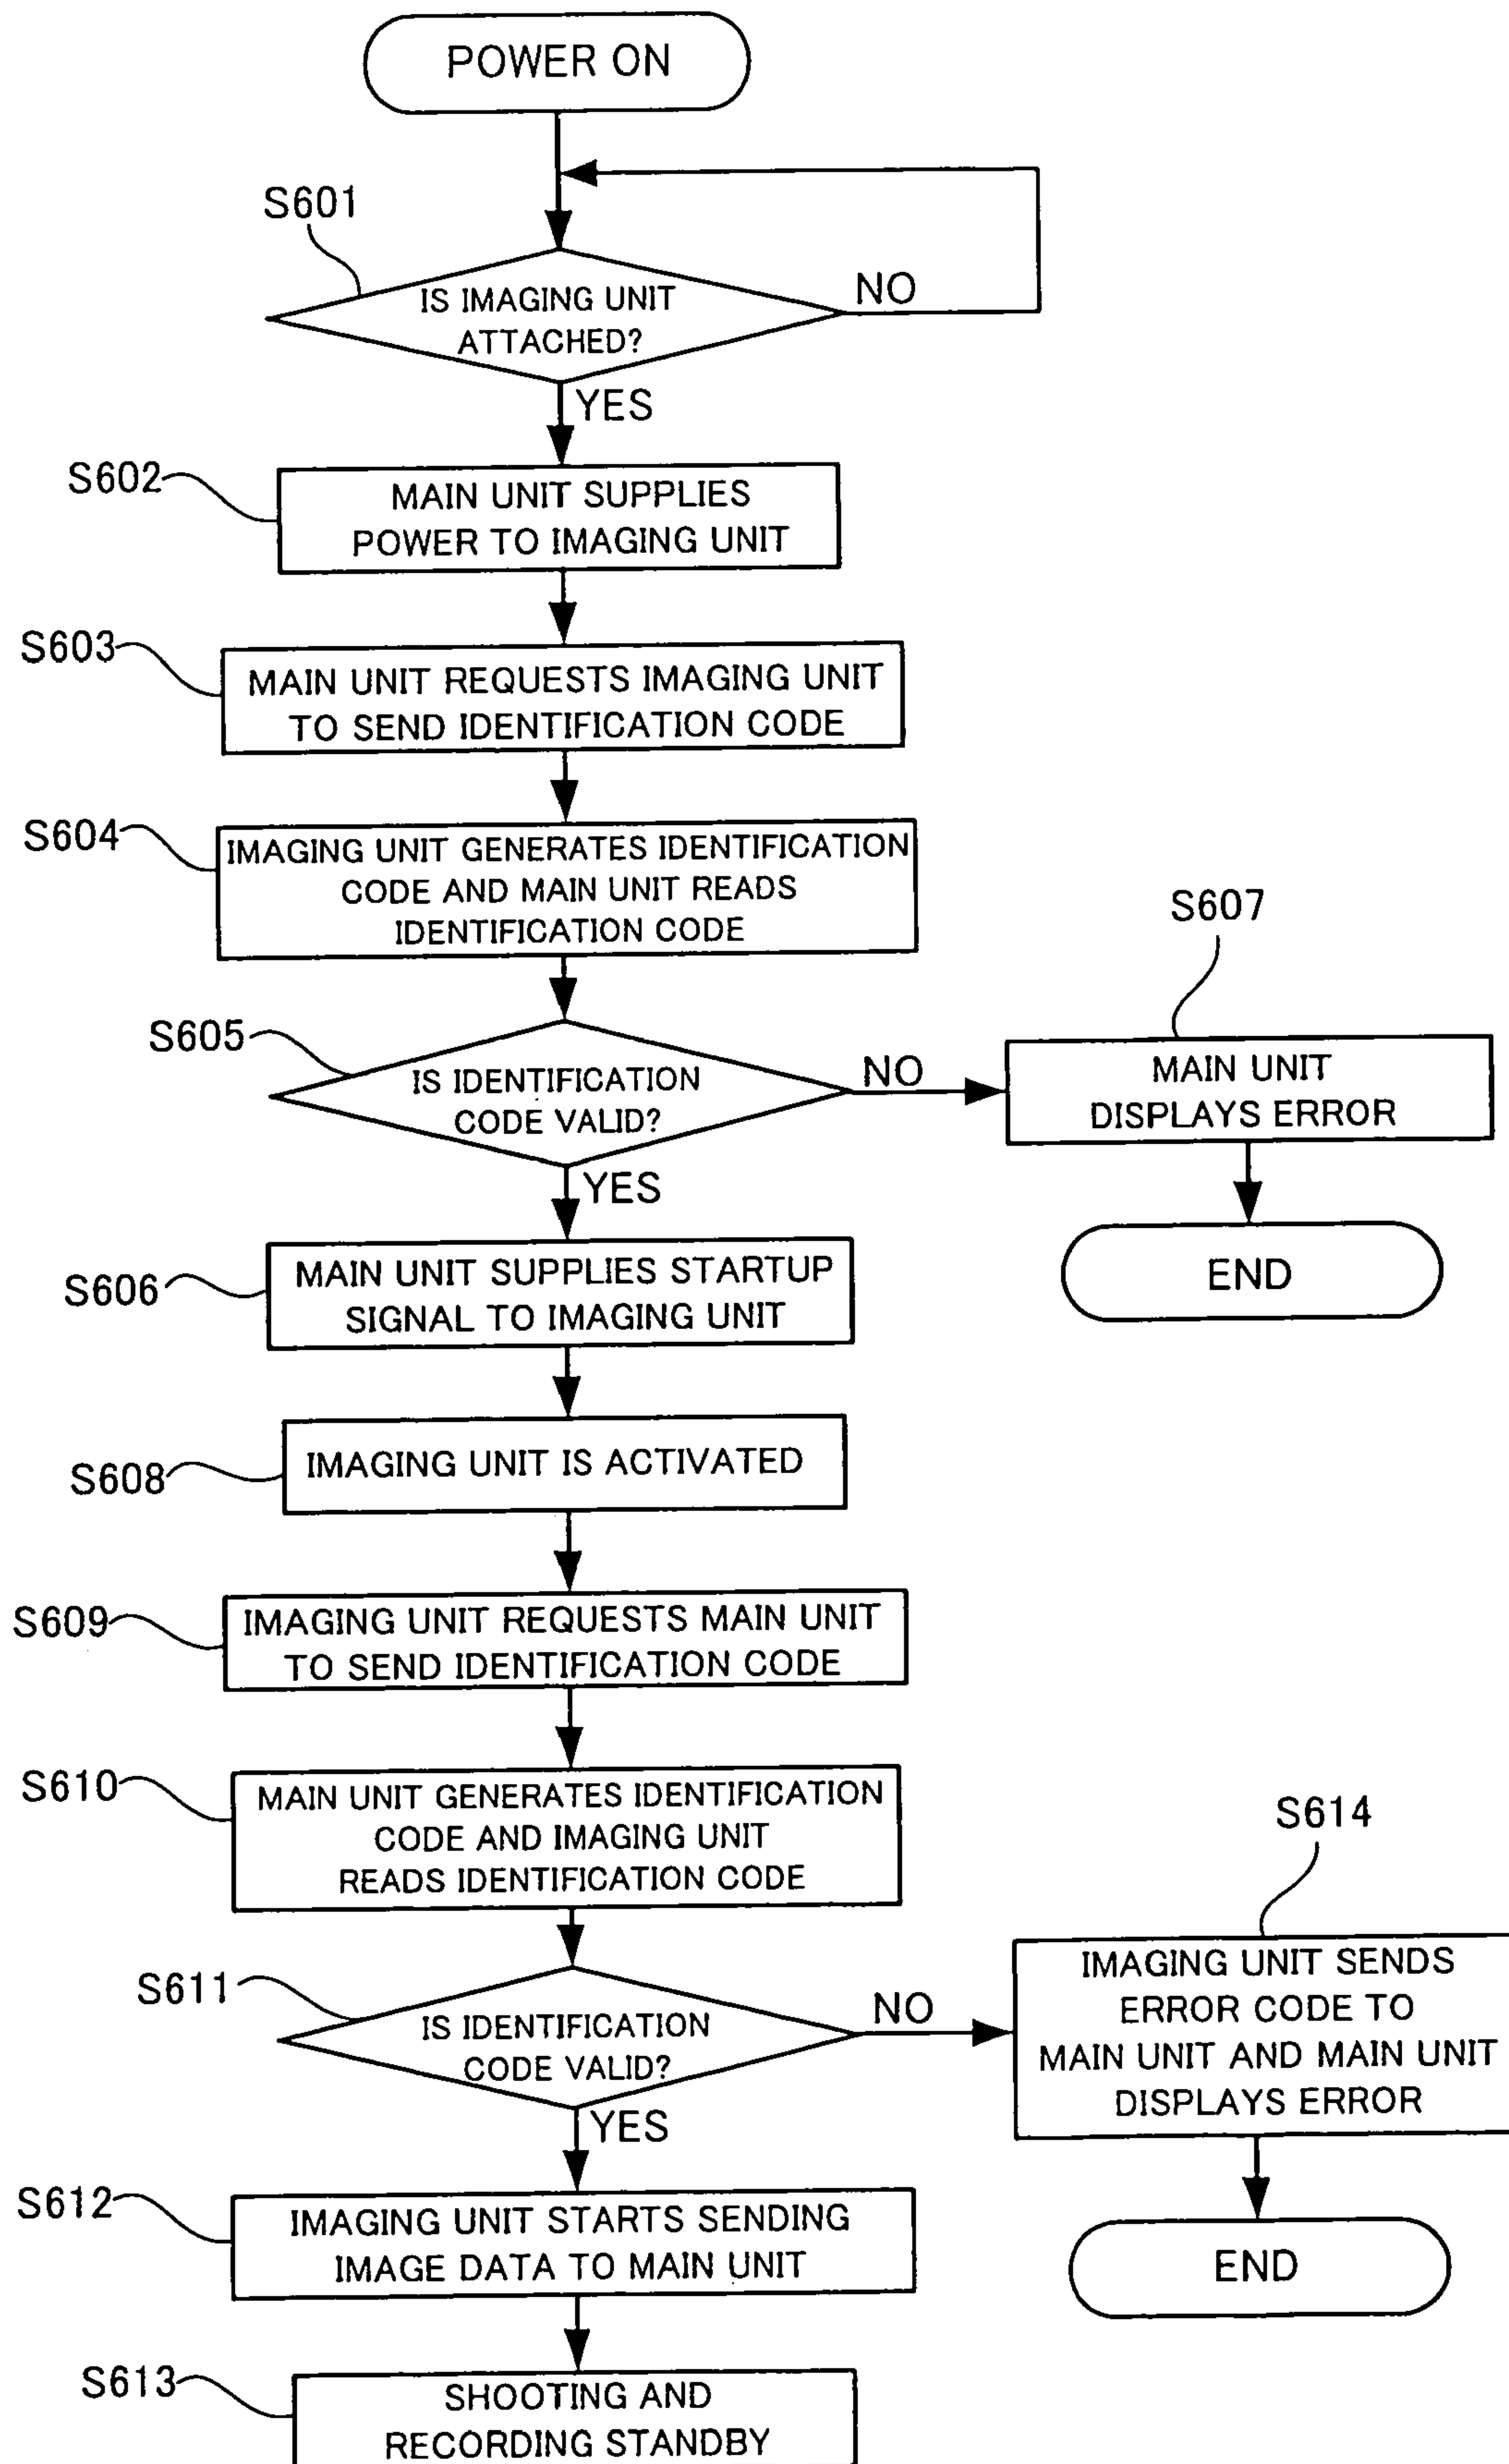 POWER ON
S601
IS IMAGING UNIT
ATTACHED?
NO
YES
S602
MAIN UNIT SUPPLIES
POWER TO IMAGING UNIT
S603
MAIN UNIT REQUESTS IMAGING UNIT
TO SEND IDENTIFICATION CODE
S604
IMAGING UNIT GENERATES IDENTIFICATION
CODE AND MAIN UNIT READS
IDENTIFICATION CODE
S605
IS IDENTIFICATION
CODE VALID?
NO
S607
MAIN UNIT
DISPLAYS ERROR
END
YES
S606
MAIN UNIT SUPPLIES STARTUP
SIGNAL TO IMAGING UNIT
S608
IMAGING UNIT IS ACTIVATED
S609
IMAGING UNIT REQUESTS MAIN UNIT
TO SEND IDENTIFICATION CODE
S610
MAIN UNIT GENERATES IDENTIFICATION
CODE AND IMAGING UNIT
READS IDENTIFICATION CODE
S611
IS IDENTIFICATION
CODE VALID?
NO
S614
IMAGING UNIT SENDS
ERROR CODE TO
MAIN UNIT AND MAIN UNIT
DISPLAYS ERROR
END
YES
S612
IMAGING UNIT STARTS SENDING
IMAGE DATA TO MAIN UNIT
S613
SHOOTING AND
RECORDING STANDBY